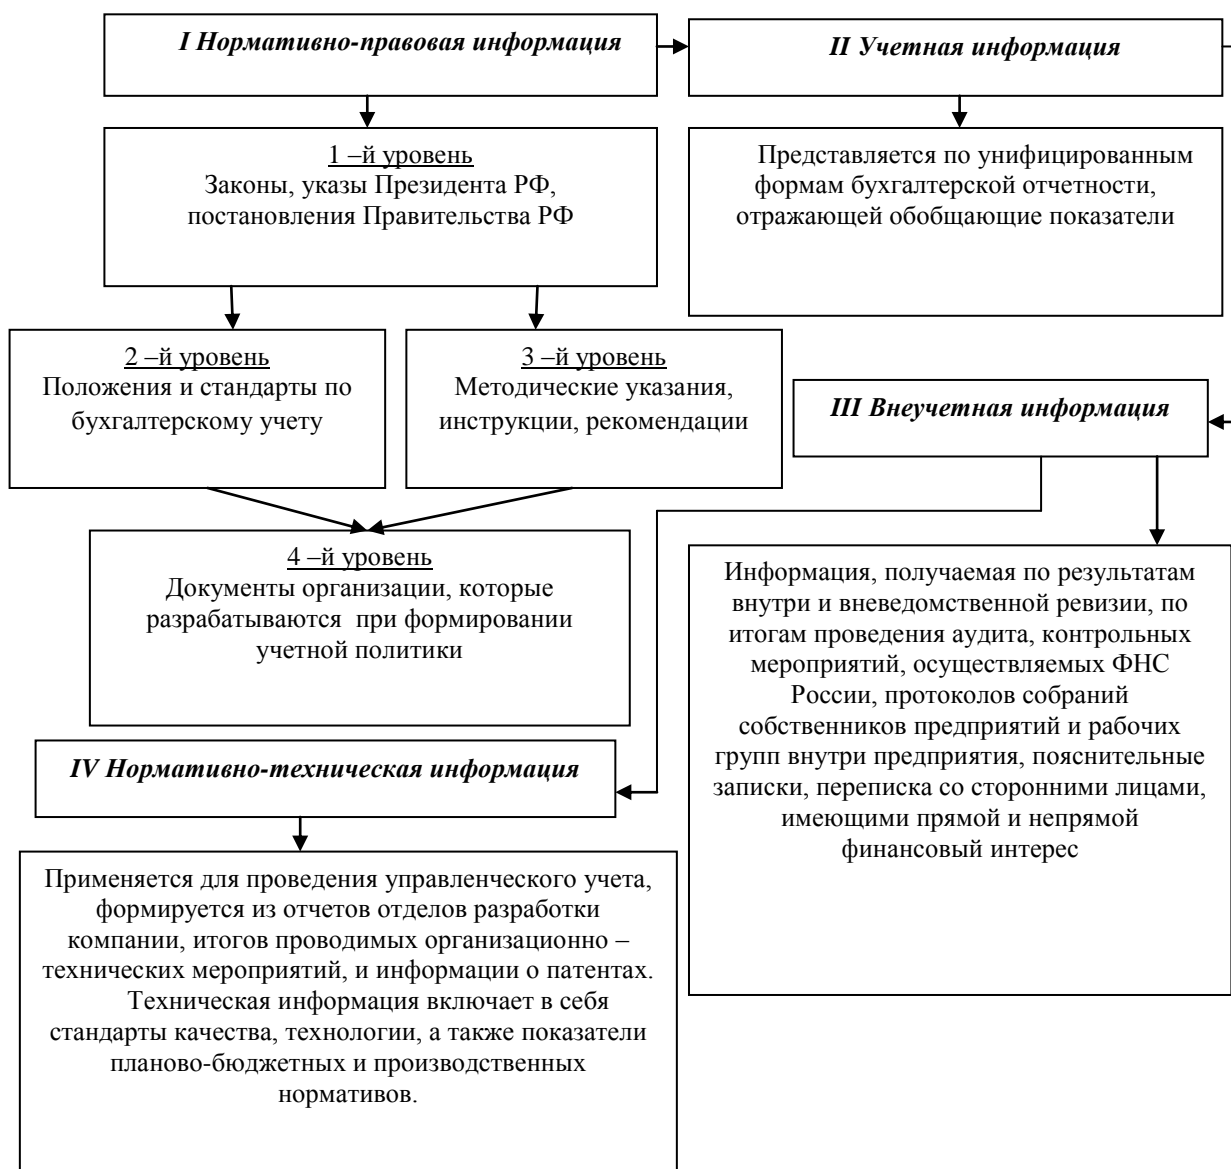 I Нормативно-правовая информация
II Учетная информация
1 –й уровень
Законы, указы Президента РФ,
постановления Правительства РФ
Представляется по унифицированным
формам бухгалтерской отчетности,
отражающей обобщающие показатели
2 –й уровень
Положения и стандарты по
бухгалтерскому учету
3 –й уровень
Методические указания,
инструкции, рекомендации
III Внеучетная информация
4 –й уровень
Документы организации, которые
разрабатываются при формировании
учетной политики
Информация, получаемая по результатам
внутри и вневедомственной ревизии, по
итогам проведения аудита, контрольных
мероприятий, осуществляемых ФНС
России, протоколов собраний
собственников предприятий и рабочих
групп внутри предприятия, пояснительные
записки, переписка со сторонними лицами,
имеющими прямой и непрямой
финансовый интерес
IV Нормативно-техническая информация
Применяется для проведения управленческого учета,
формируется из отчетов отделов разработки
компании, итогов проводимых организационно –
технических мероприятий, и информации о патентах.
Техническая информация включает в себя
стандарты качества, технологии, а также показатели
планово-бюджетных и производственных
нормативов.